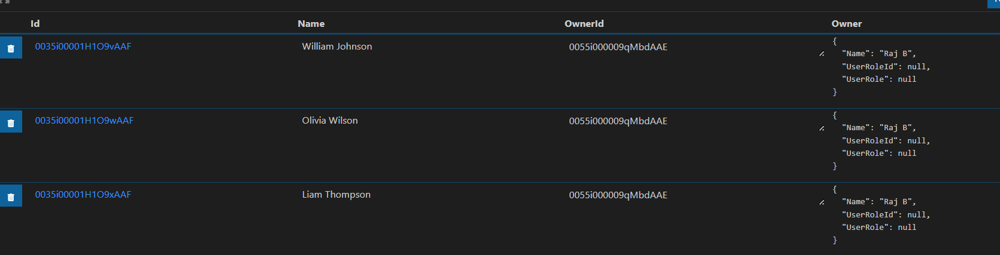 Id Name OwnerId Owner
0035i00001H1O9vAAF William Johnson 0055i000009qMbdAAE {
"Name": "Raj B",
"UserRoleId": null,
"UserRole": null
}
0035i00001H1O9wAAF Olivia Wilson 0055i000009qMbdAAE {
"Name": "Raj B",
"UserRoleId": null,
"UserRole": null
}
0035i00001H1O9xAAF Liam Thompson 0055i000009qMbdAAE {
"Name": "Raj B",
"UserRoleId": null,
"UserRole": null
}